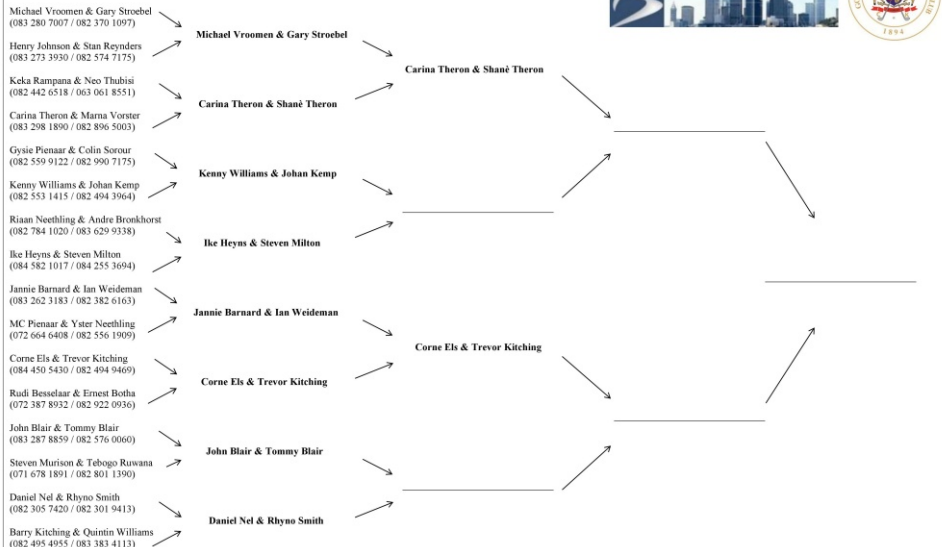 Michael Vroomen & Gary Stroebel
(083 280 7007 / 082 370 1097)
Henry Johnson & Stan Reynders
(083 273 3930 / 082 574 7175)
Keka Rampana & Neo Thubisi
(082 442 6518 / 063 061 8551)
Carina Theron & Marna Vorster
(083 298 1890 / 082 896 5003)
Gysie Pienaar & Colin Sorour
(082 559 9122 / 082 990 7175)
Kenny Williams & Johan Kemp
(082 553 1415 / 082 494 3964)
Riaan Neethling & Andre Bronkhorst
(082 784 1020 / 083 629 9338)
Ike Heyns & Steven Milton
(084 582 1017 / 084 255 3694)
Jannie Barnard & Ian Weideman
(083 262 3183 / 082 382 6163)
MC Pienaar & Yster Neethling
(072 664 6408 / 082 556 1909)
Corne Els & Trevor Kitching
(084 450 5430 / 082 494 9469)
Rudi Besselaar & Ernest Botha
(072 387 8932 / 082 922 0936)
John Blair & Tommy Blair
(083 287 8859 / 082 576 0060)
Steven Murison & Tebogo Ruwana
(071 678 1891 / 082 801 1390)
Daniel Nel & Rhyno Smith
(082 305 7420 / 082 301 9413)
Barry Kitching & Quintin Williams
(082 495 4955 / 083 383 4113)
Michael Vroomen & Gary Stroebel
Carina Theron & Shanè Theron
Kenny Williams & Johan Kemp
Ike Heyns & Steven Milton
Jannie Barnard & Ian Weideman
Corne Els & Trevor Kitching
John Blair & Tommy Blair
Daniel Nel & Rhyno Smith
Carina Theron & Shanè Theron
Corne Els & Trevor Kitching
1894